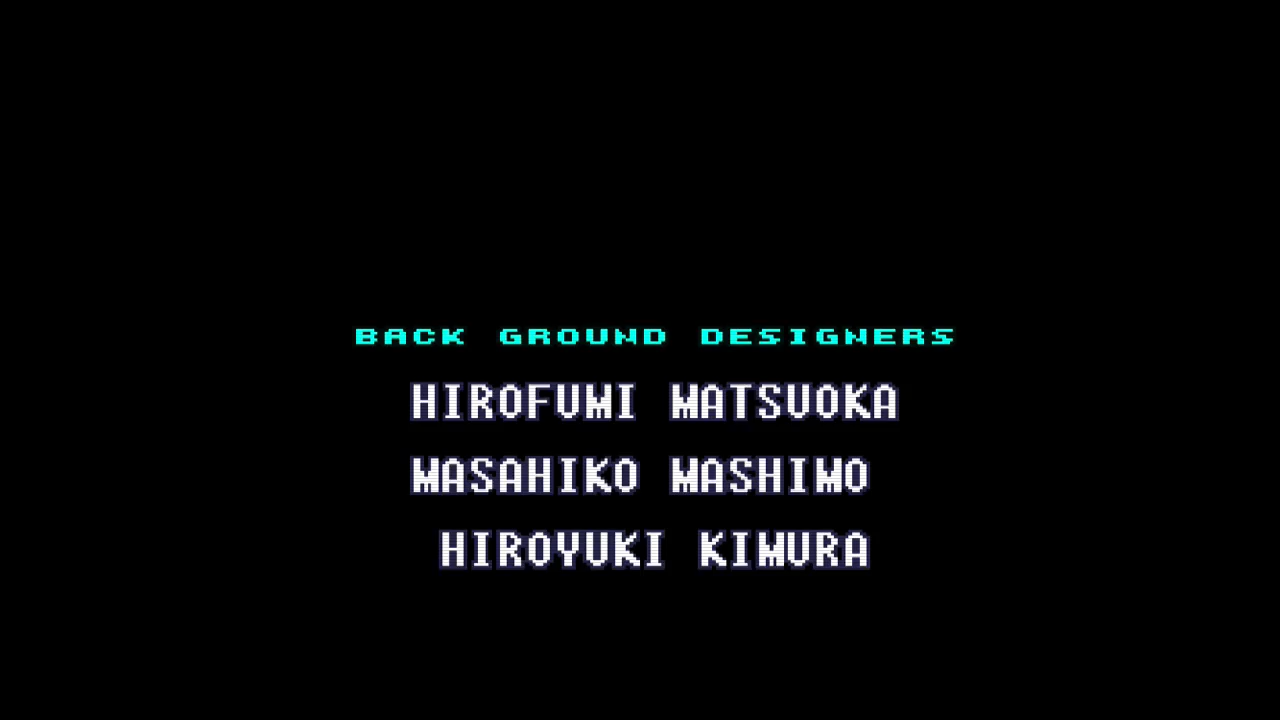 BACK GROUND DESIGNERS
HIROFUMI MATSUOKA
MASAHIKO MASHIMO
HIROYUKI KIMURA